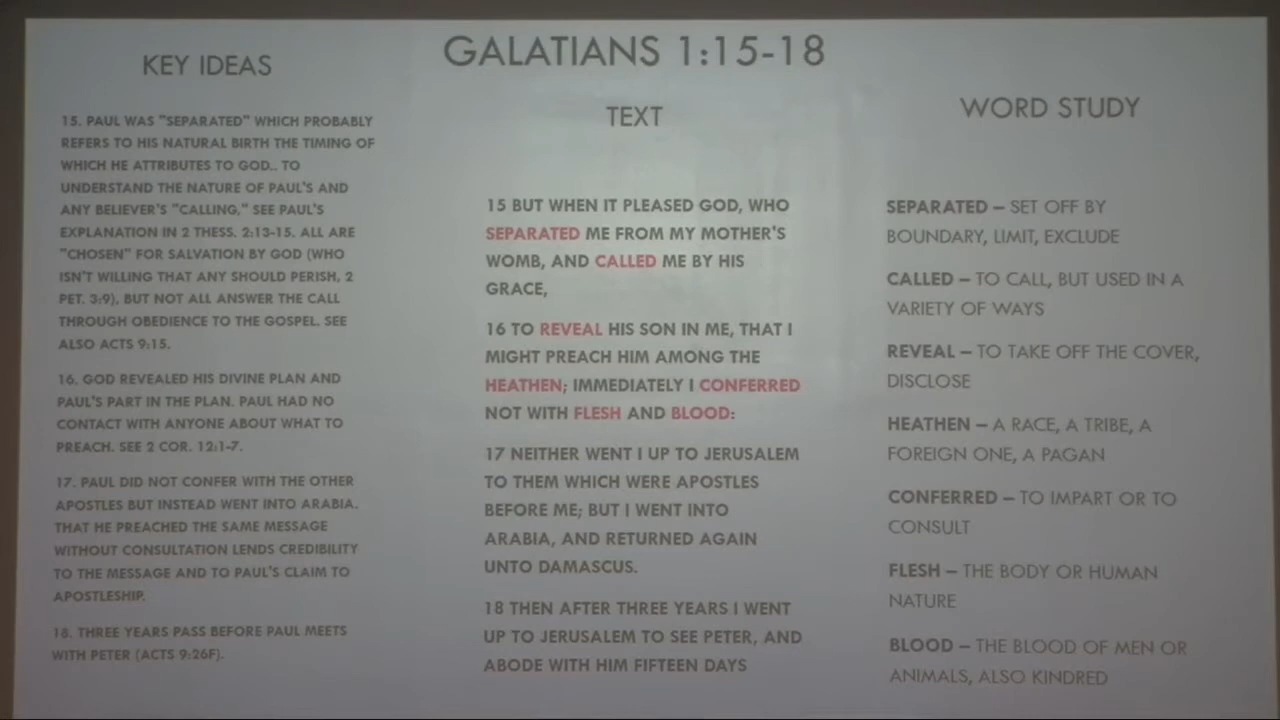 GALATIANS 1:15-18
KEY IDEAS
15. PAUL WAS "SEPARATED" WHICH PROBABLY
REFERS TO HIS NATURAL BIRTH THE TIMING OF
WHICH HE ATTRIBUTES TO GOD.. TO
UNDERSTAND THE NATURE OF PAUL'S AND
ANY BELIEVER'S "CALLING," SEE PAUL'S
EXPLANATION IN 2 THESS. 2:13-15. ALL ARE
"CHOSEN" FOR SALVATION BY GOD (WHO
ISN'T WILLING THAT ANY SHOULD PERISH, 2
PET. 3:9), BUT NOT ALL ANSWER THE CALL
THROUGH OBEDIENCE TO THE GOSPEL. SEE
ALSO ACTS 9:15.
16. GOD REVEALED HIS DIVINE PLAN AND
PAUL'S PART IN THE PLAN. PAUL HAD NO
CONTACT WITH ANYONE ABOUT WHAT TO
PREACH. SEE 2 COR. 12:1-7.
17. PAUL DID NOT CONFER WITH THE OTHER
APOSTLES BUT INSTEAD WENT INTO ARABIA.
THAT HE PREACHED THE SAME MESSAGE
WITHOUT CONSULTATION LENDS CREDIBILITY
TO THE MESSAGE AND TO PAUL'S CLAIM TO
APOSTLESHIP.
18. THREE YEARS PASS BEFORE PAUL MEETS
WITH PETER (ACTS 9:26F).
TEXT
15 BUT WHEN IT PLEASED GOD, WHO
SEPARATED ME FROM MY MOTHER'S
WOMB, AND CALLED ME BY HIS
GRACE,
16 TO REVEAL HIS SON IN ME, THAT I
MIGHT PREACH HIM AMONG THE
HEATHEN; IMMEDIATELY I CONFERRED
NOT WITH FLESH AND BLOOD:
17 NEITHER WENT I UP TO JERUSALEM
TO THEM WHICH WERE APOSTLES
BEFORE ME; BUT I WENT INTO
ARABIA, AND RETURNED AGAIN
UNTO DAMASCUS.
18 THEN AFTER THREE YEARS I WENT
UP TO JERUSALEM TO SEE PETER, AND
ABODE WITH HIM FIFTEEN DAYS
WORD STUDY
SEPARATED – SET OFF BY
BOUNDARY, LIMIT, EXCLUDE
CALLED – TO CALL, BUT USED IN A
VARIETY OF WAYS
REVEAL – TO TAKE OFF THE COVER,
DISCLOSE
HEATHEN – A RACE, A TRIBE, A
FOREIGN ONE, A PAGAN
CONFERRED – TO IMPART OR TO
CONSULT
FLESH – THE BODY OR HUMAN
NATURE
BLOOD – THE BLOOD OF MEN OR
ANIMALS, ALSO KINDRED